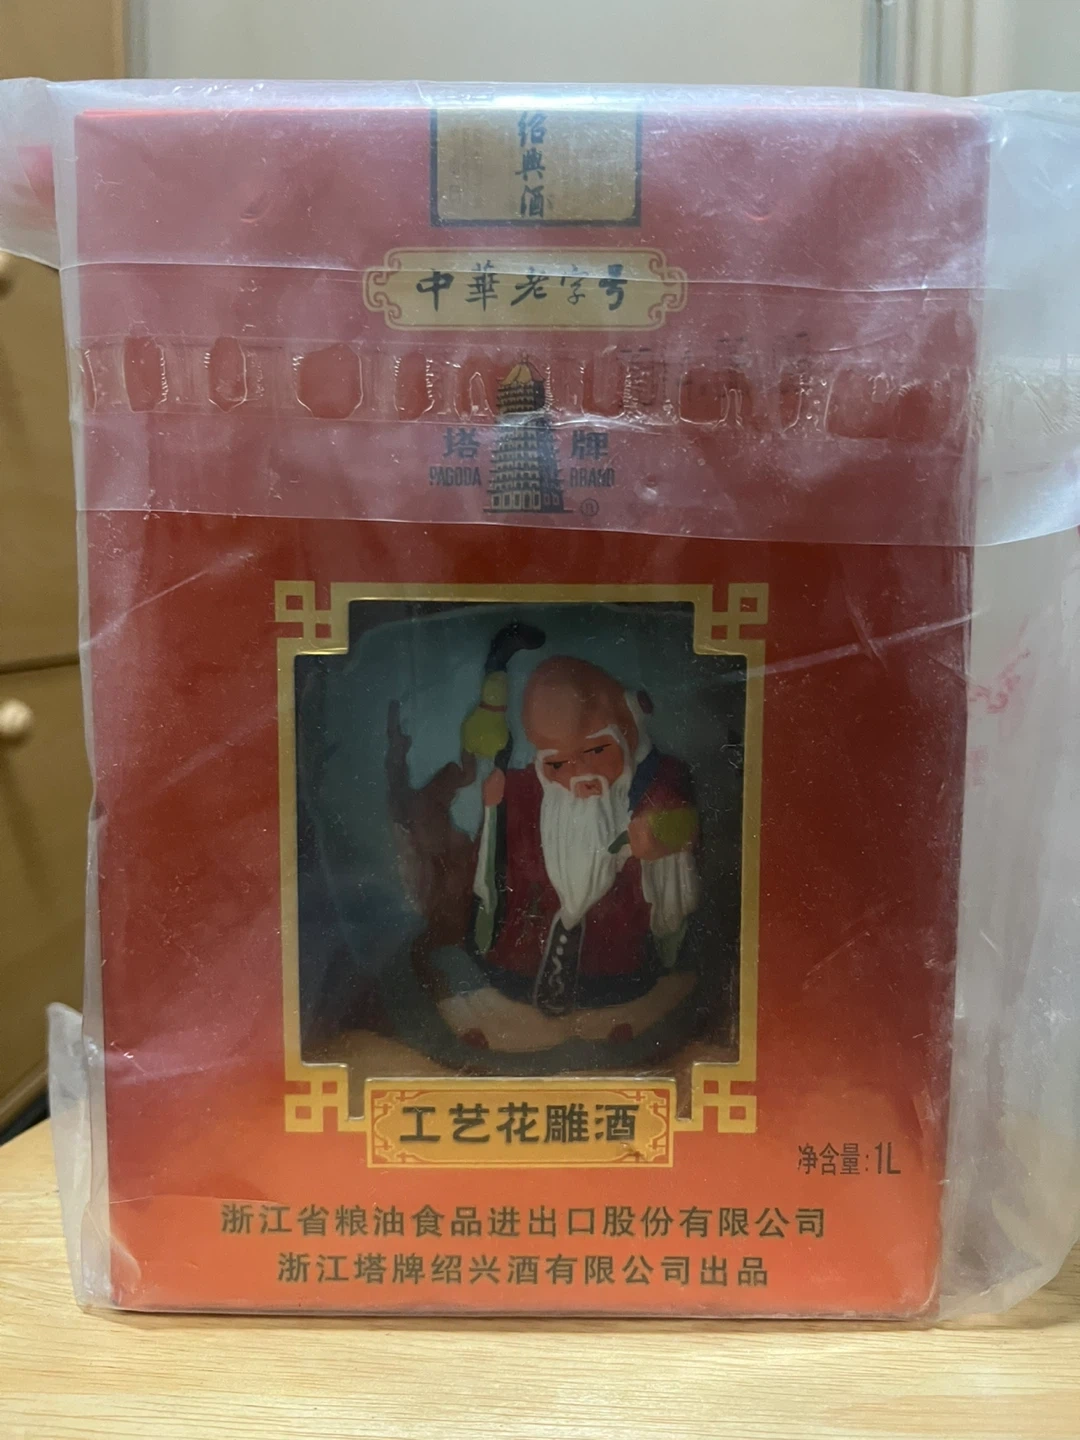 绍興酒
中華老字号
塔牌
PAGODA BRAND
®
工艺花雕酒
净含量:1L
浙江省粮油食品进出口股份有限公司
浙江塔牌绍兴酒有限公司出品